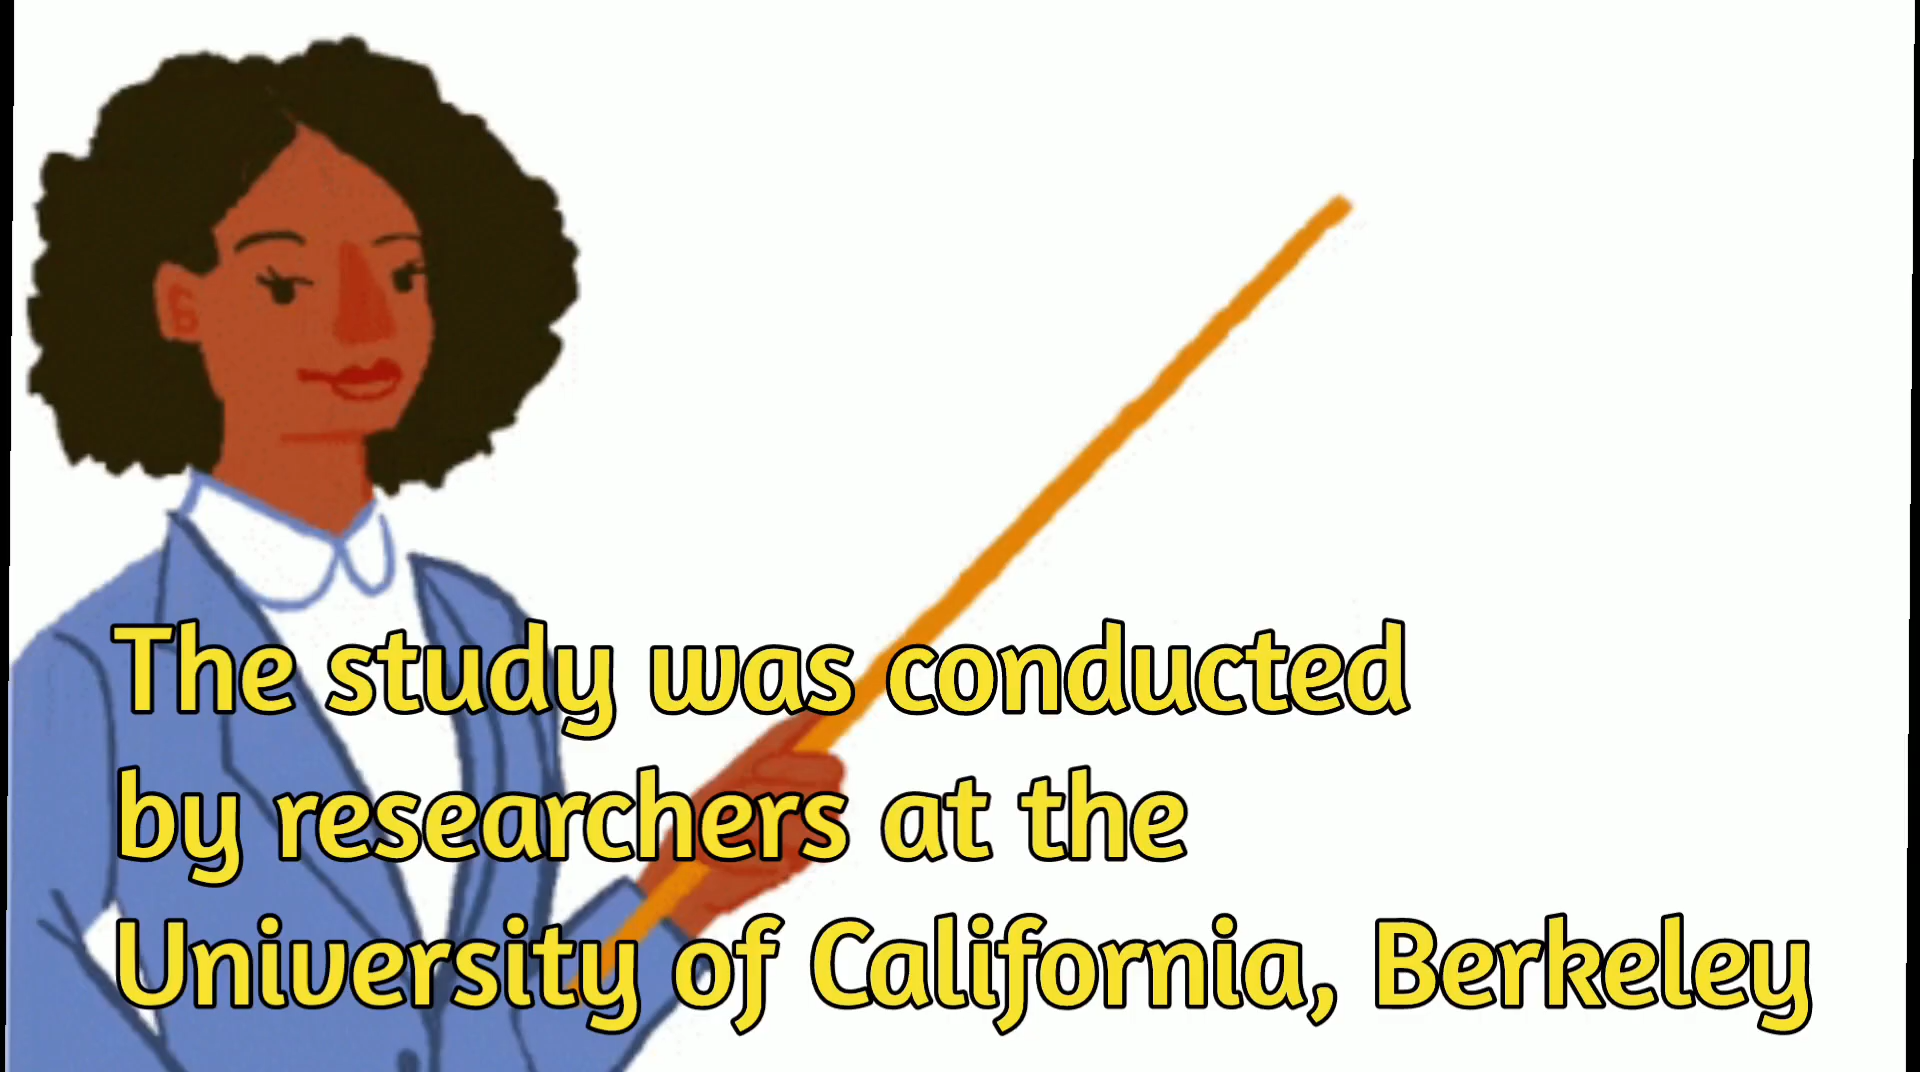 The study was conducted
by researchers at the
University of California, Berkeley